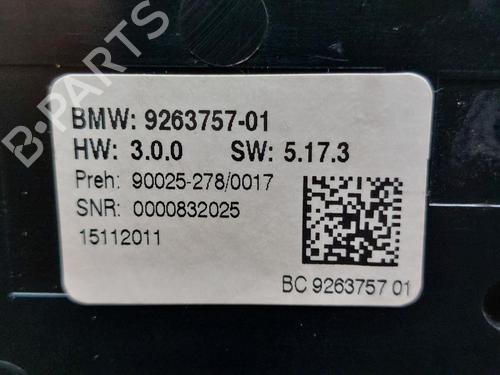 B-PARTS
BMW: 9263757-01
HW: 3.0.0 SW: 5.17.3
Preh: 90025-278/0017
SNR: 0000832025
15112011
BC 9263757 01